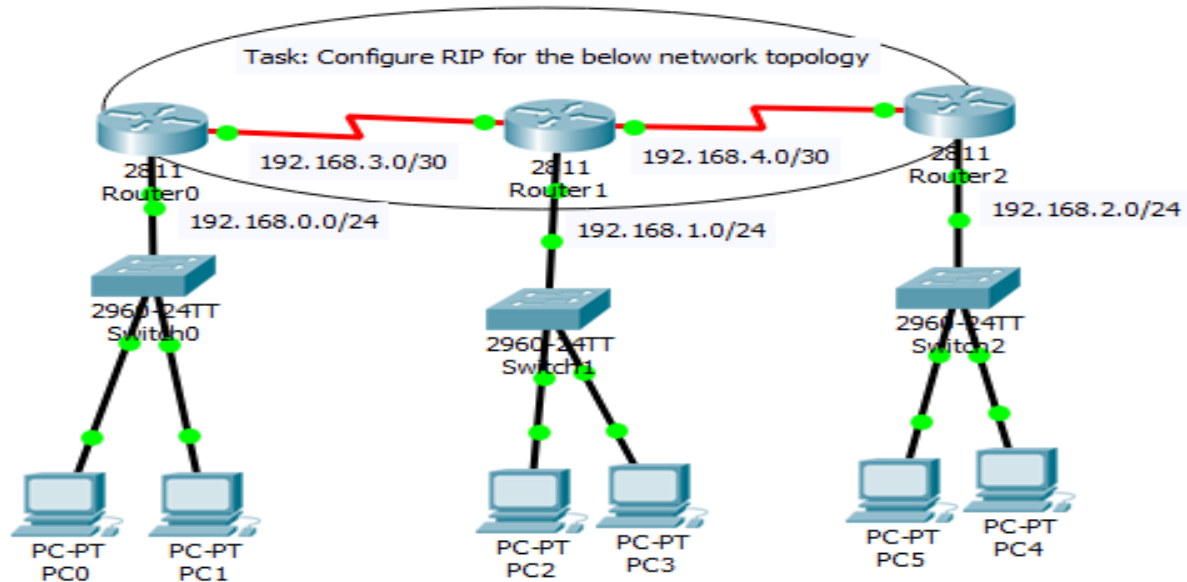 Task: Configure RIP for the below network topology
192.168.3.0/30
192.168.4.0/30
2811
Router0
2811
Router1
2811
Router2
192.168.0.0/24
192.168.1.0/24
192.168.2.0/24
2960-24TT
Switch0
2960-24TT
Switch1
2960-24TT
Switch2
PC-PT
PC0
PC-PT
PC1
PC-PT
PC2
PC-PT
PC3
PC-PT
PC5
PC-PT
PC4